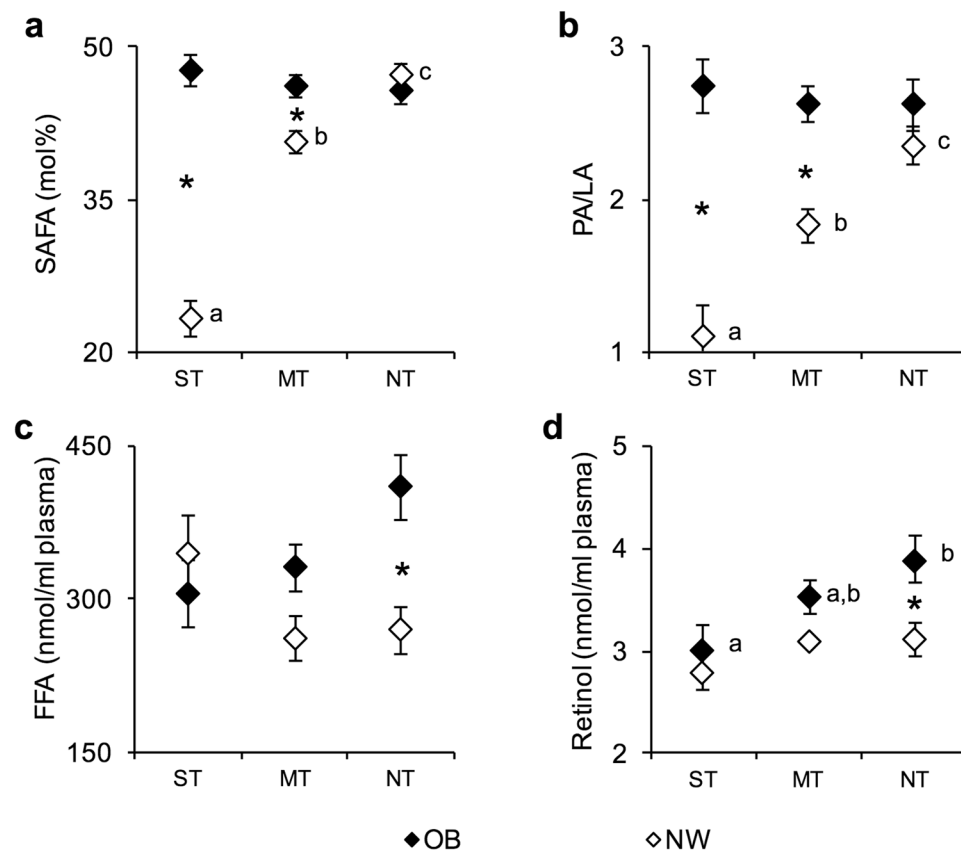 a
50
35
20
SAFA (mol%)
*
*
a
b
c
ST MT NT
b
3
2
1
PA/LA
*
*
a
b
c
ST MT NT
c
450
300
150
FFA (nmol/ml plasma)
*
ST MT NT
d
5
4
3
2
Retinol (nmol/ml plasma)
a
a,b
b
*
ST MT NT
OB NW